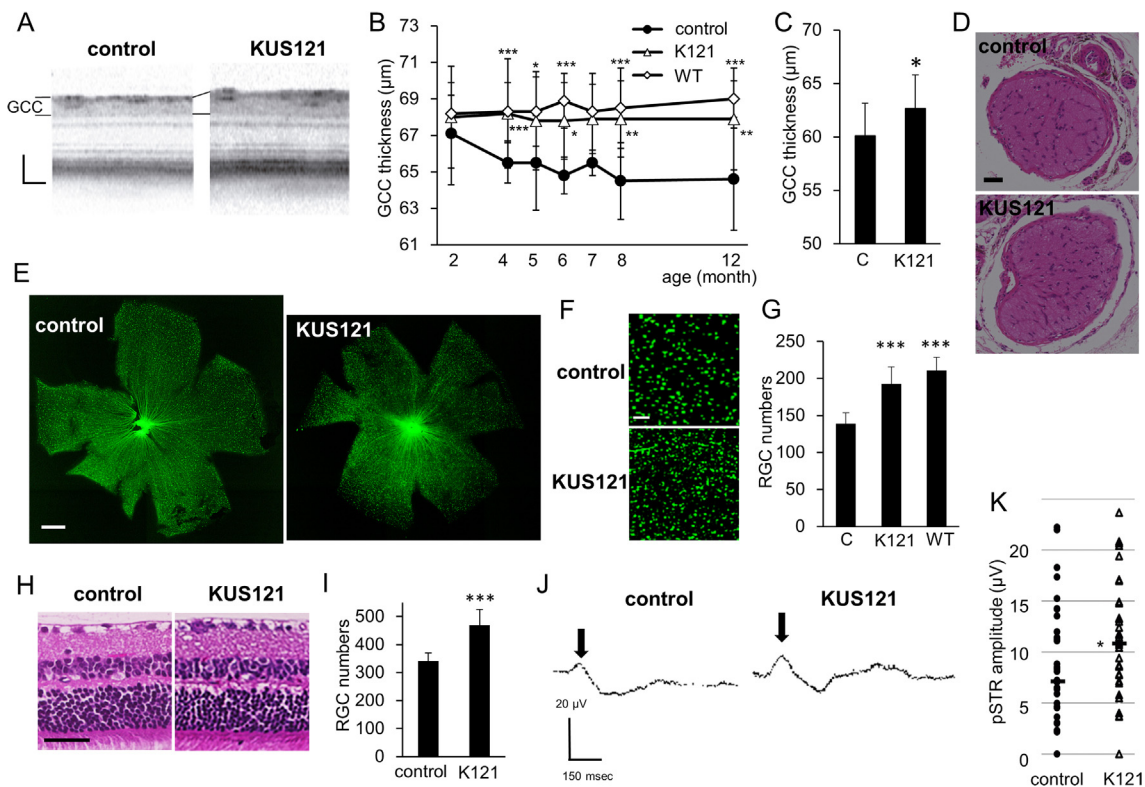 A
control
KUS121
GCC
B
GCC thickness (μm)
73
71
69
67
65
63
61
control
K121
WT
***
*
***
***
***
***
*
**
**
2
4
5
6
7
8
12
age (month)
C
GCC thickness (μm)
70
65
60
55
50
*
C
K121
D
control
KUS121
E
control
KUS121
F
control
KUS121
G
RGC numbers
250
200
150
100
50
0
***
***
C
K121
WT
H
control
KUS121
I
RGC numbers
500
400
300
200
100
0
***
control
K121
J
control
KUS121
20 μV
150 msec
K
pSTR amplitude (μV)
20
15
10
5
0
*
control
K121